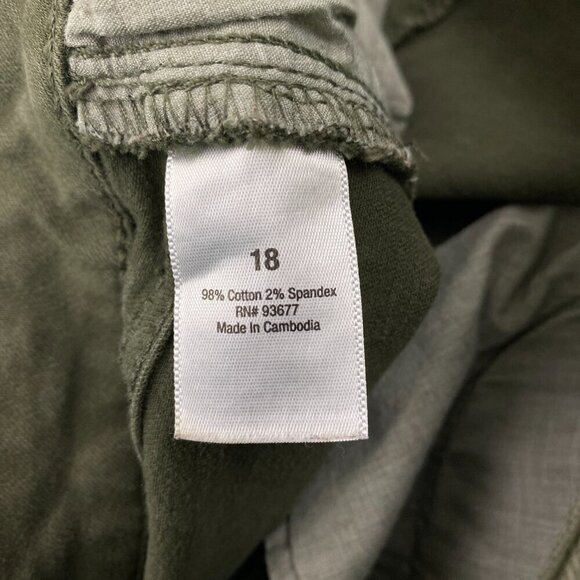 18
98% Cotton 2% Spandex
RN# 93677
Made In Cambodia